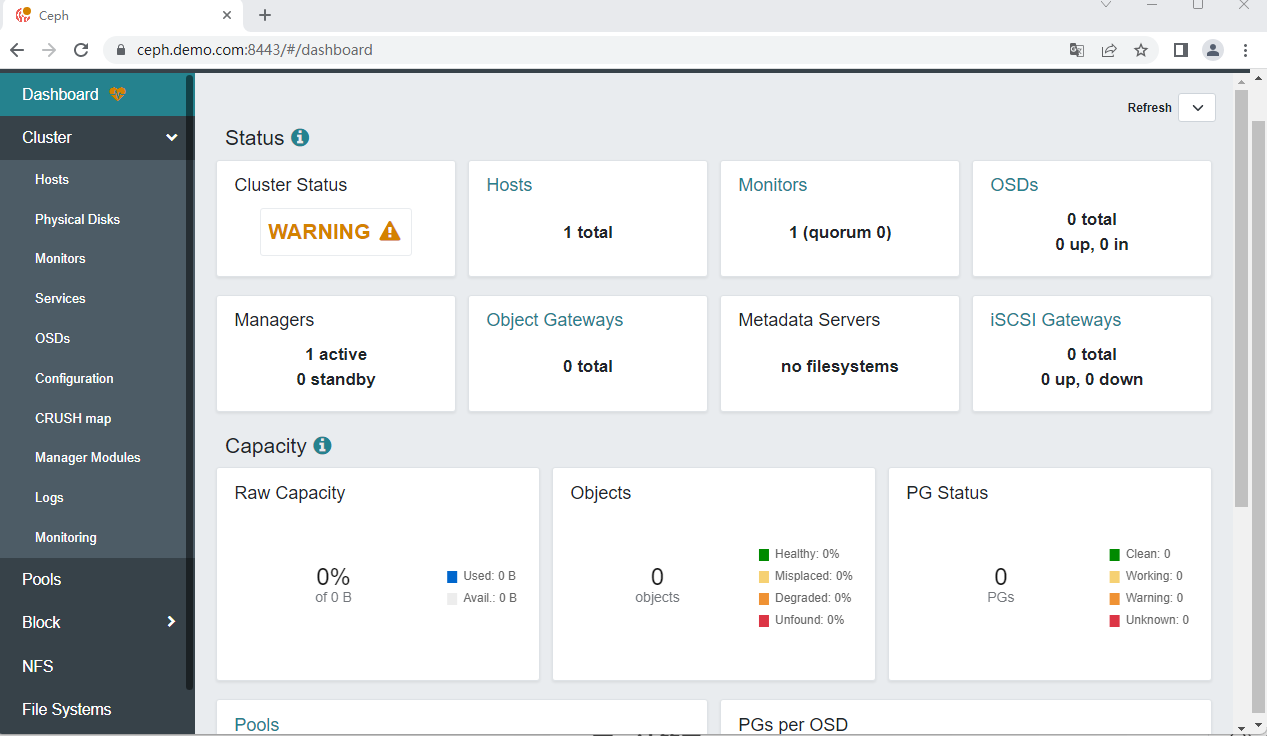 Ceph
ceph.demo.com:8443/#/dashboard
Dashboard
Cluster
Hosts
Physical Disks
Monitors
Services
OSDs
Configuration
CRUSH map
Manager Modules
Logs
Monitoring
Pools
Block
NFS
File Systems
Refresh
Status
Cluster Status
WARNING
Hosts
1 total
Monitors
1 (quorum 0)
OSDs
0 total
0 up, 0 in
Managers
1 active
0 standby
Object Gateways
0 total
Metadata Servers
no filesystems
iSCSI Gateways
0 total
0 up, 0 down
Capacity
Raw Capacity
0%
of 0 B
Used: 0 B
Avail.: 0 B
Objects
0
objects
Healthy: 0%
Misplaced: 0%
Degraded: 0%
Unfound: 0%
PG Status
0
PGs
Clean: 0
Working: 0
Warning: 0
Unknown: 0
Pools
PGs per OSD